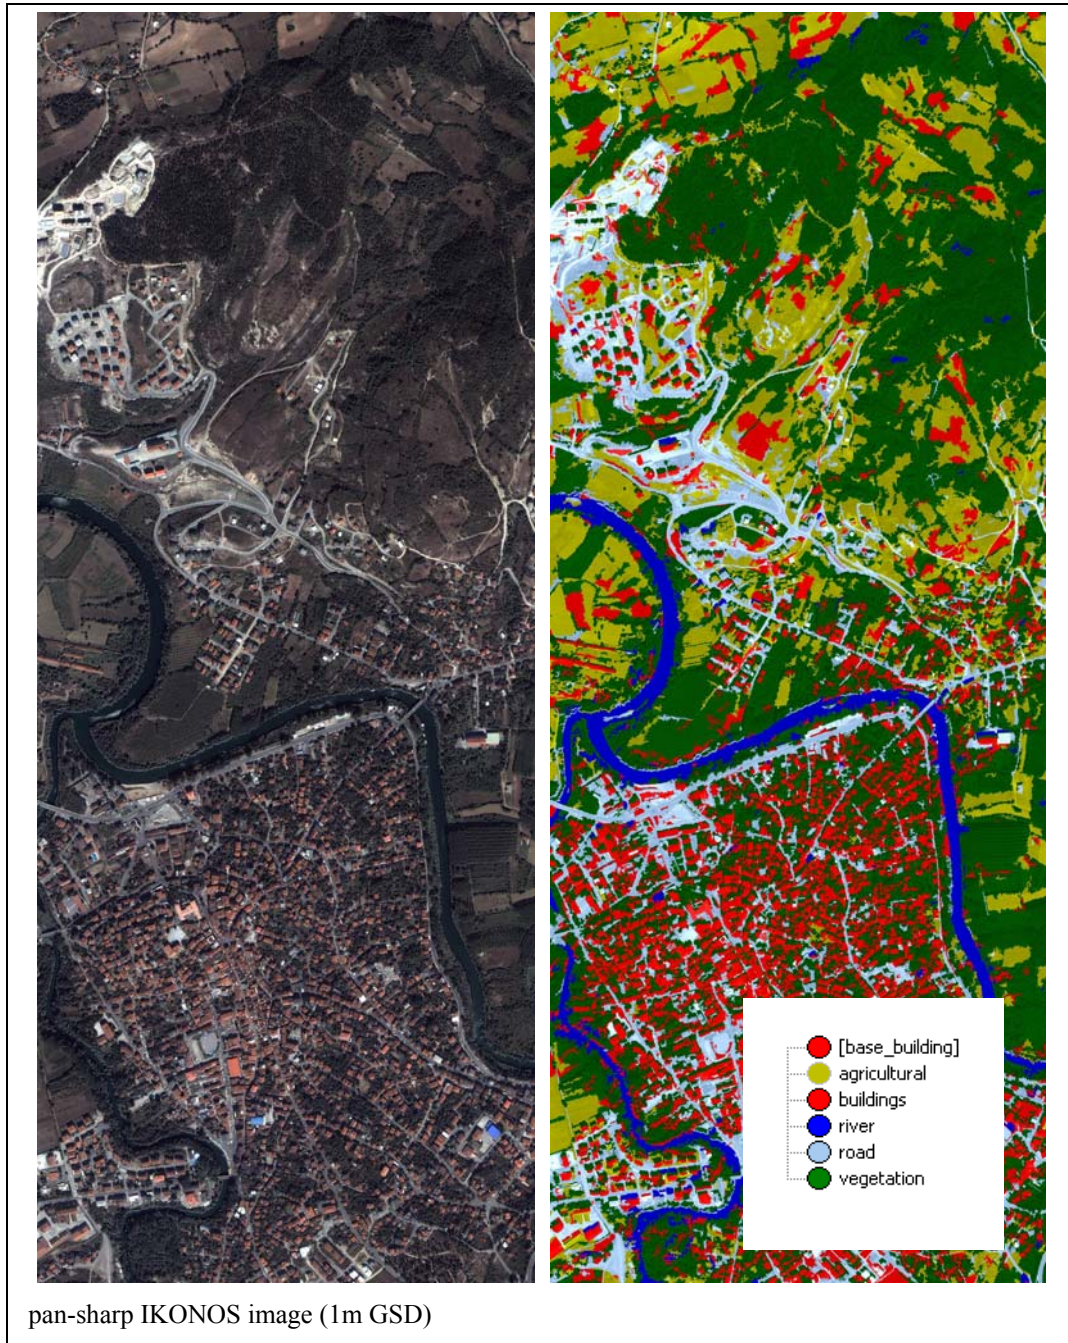 [base_building]
agricultural
buildings
river
road
vegetation
pan-sharp IKONOS image (1m GSD)